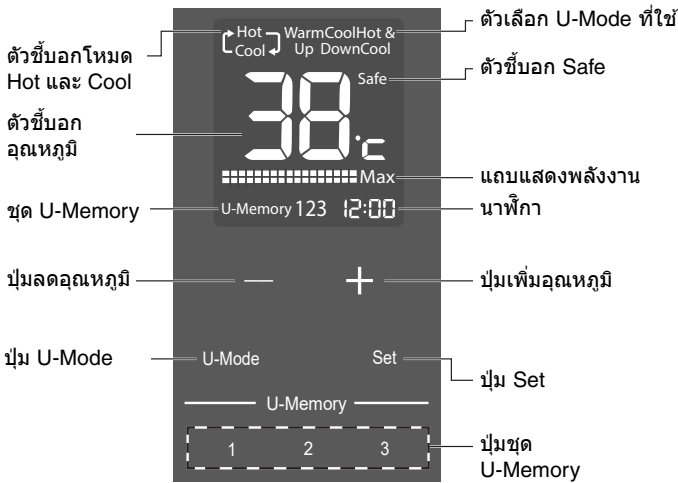 Hot
Cool
WarmCoolHot &
Up DownCool
ตัวเลือก U-Mode ที่ใช้
ตัวชี้บอกโหมด
Hot และ Cool
Safe
ตัวชี้บอก Safe
ตัวชี้บอก
อุณหภูมิ
38°c
Max
แถบแสดงพลังงาน
ชุด U-Memory
U-Memory 123 12:00
นาฬิกา
ปุ่มลดอุณหภูมิ
— +
ปุ่มเพิ่มอุณหภูมิ
ปุ่ม U-Mode
U-Mode
Set
ปุ่ม Set
U-Memory
1 2 3
ปุ่มชุด
U-Memory